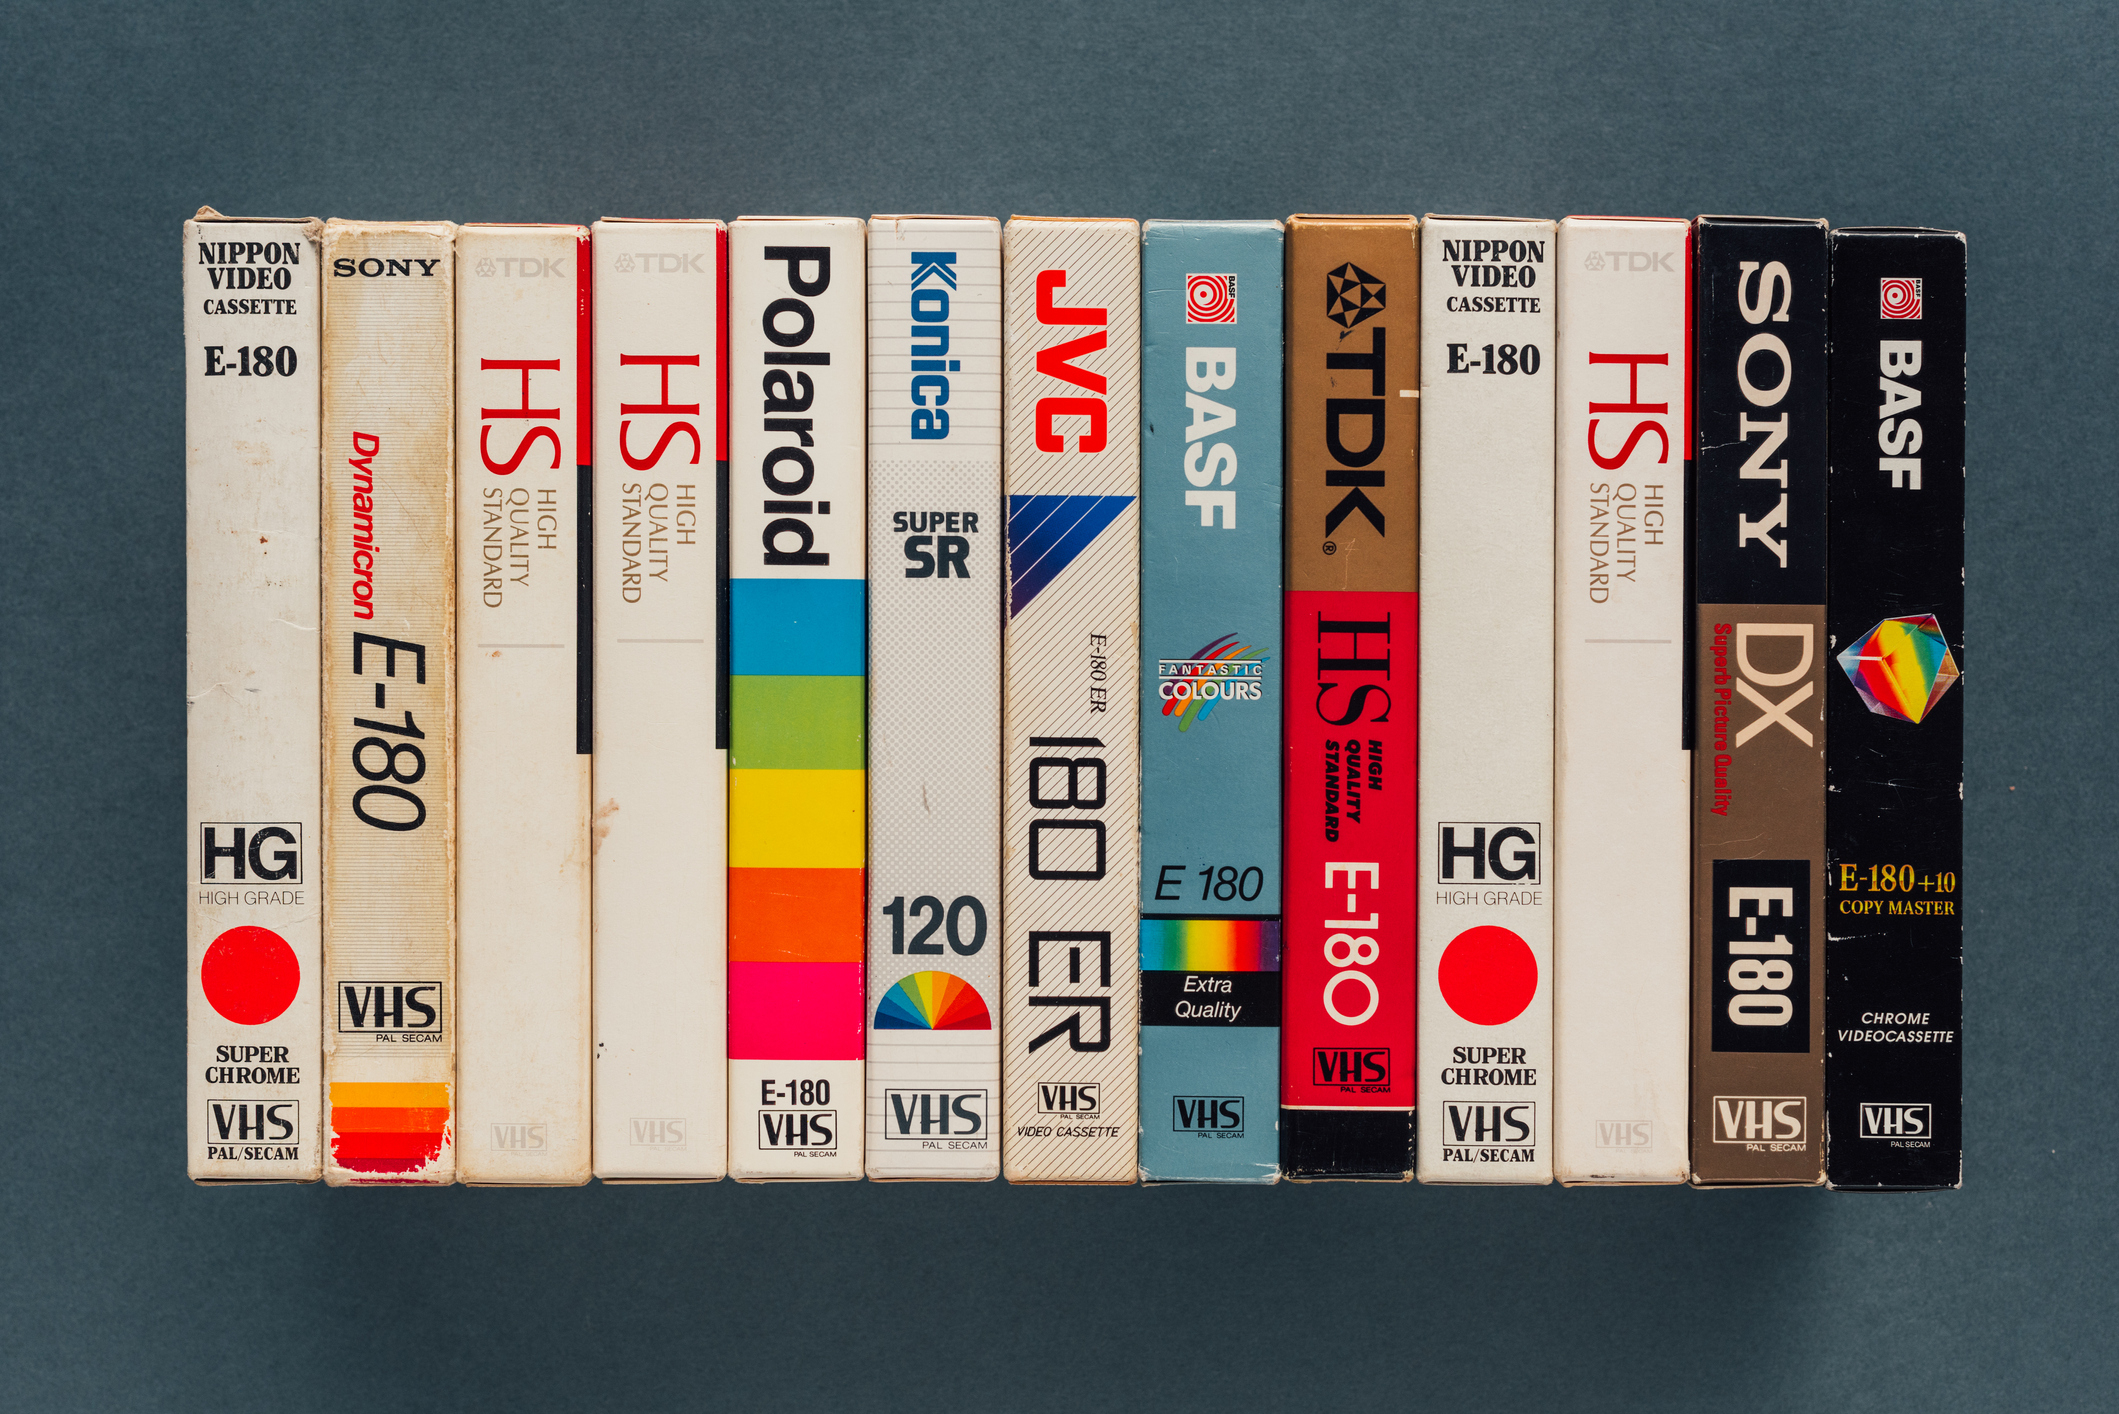 NIPPON
VIDEO
CASSETTE
E-180
HG
HIGH GRADE
SUPER
CHROME
VHS
PAL/SECAM
SONY
Dynamicron
E-180
VHS
PAL SECAM
TDK
HS
HIGH
QUALITY
STANDARD
VHS
TDK
HS
HIGH
QUALITY
STANDARD
VHS
Polaroid
E-180
VHS
PAL SECAM
Konica
SUPER
SR
120
VHS
PAL SECAM
JVC
E-180 ER
180 ER
VHS
PAL SECAM
VIDEO CASSETTE
BASF
BASF
FANTASTIC
COLOURS
E 180
Extra
Quality
VHS
PAL SECAM
TDK®
HS
HIGH
QUALITY
STANDARD
E-180
VHS
PAL SECAM
NIPPON
VIDEO
CASSETTE
E-180
HG
HIGH GRADE
SUPER
CHROME
VHS
PAL/SECAM
TDK
HS
HIGH
QUALITY
STANDARD
VHS
SONY
DX
Superb Picture Quality
E-180
VHS
PAL SECAM
BASF
BASF
E-180+10
COPY MASTER
CHROME
VIDEOCASSETTE
VHS
PAL SECAM